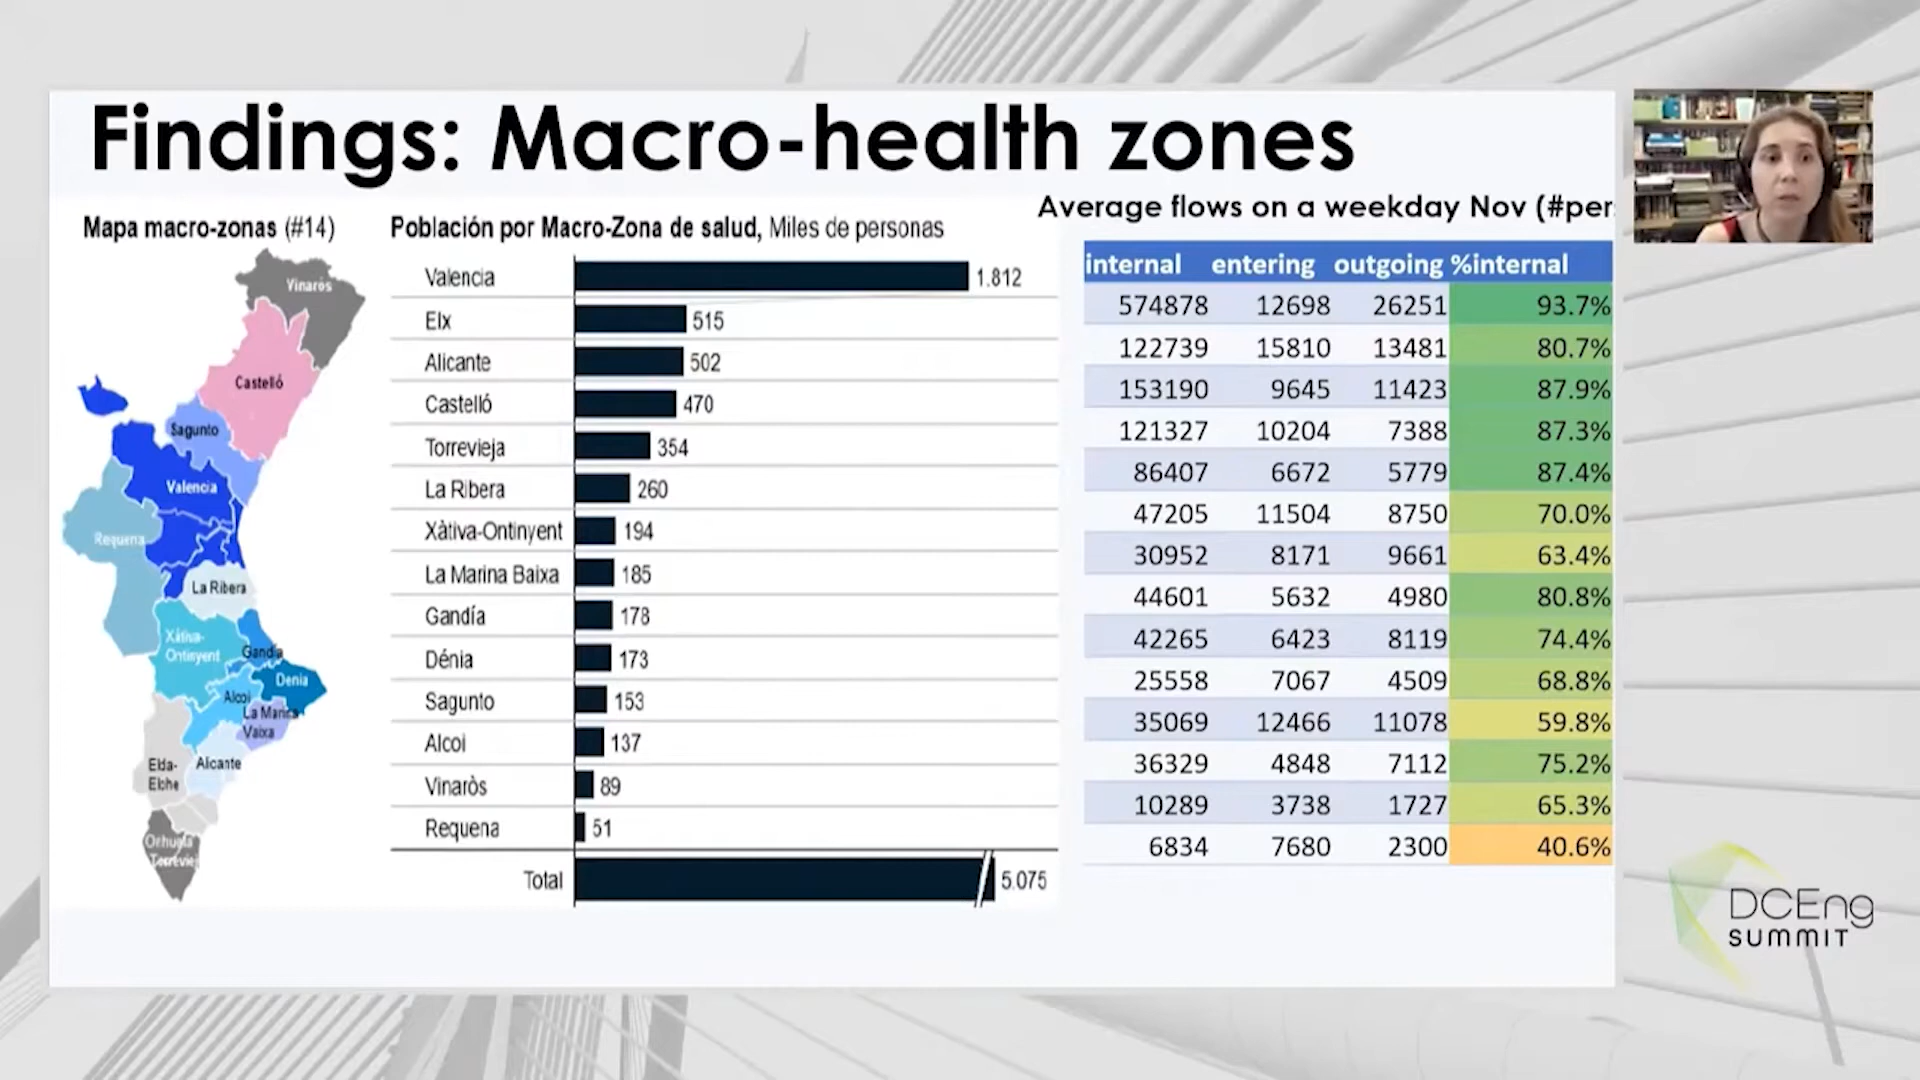 Findings: Macro-health zones
Mapa macro-zonas (#14)
Vinaròs
Castelló
Sagunto
Valencia
Requena
La Ribera
Xátiva-
Ontinyent
Gandia
Denia
Alcoi
La Marina
Vaixa
Elda-
Elche
Alicante
Orihuela
Torrevieja
Población por Macro-Zona de salud, Miles de personas
Valencia 1.812
Elx 515
Alicante 502
Castelló 470
Torrevieja 354
La Ribera 260
Xàtiva-Ontinyent 194
La Marina Baixa 185
Gandía 178
Dénia 173
Sagunto 153
Alcoi 137
Vinaròs 89
Requena 51
Total 5.075
Average flows on a weekday Nov (#per
internal entering outgoing %internal
574878 12698 26251 93.7%
122739 15810 13481 80.7%
153190 9645 11423 87.9%
121327 10204 7388 87.3%
86407 6672 5779 87.4%
47205 11504 8750 70.0%
30952 8171 9661 63.4%
44601 5632 4980 80.8%
42265 6423 8119 74.4%
25558 7067 4509 68.8%
35069 12466 11078 59.8%
36329 4848 7112 75.2%
10289 3738 1727 65.3%
6834 7680 2300 40.6%
DCEng
SUMMIT